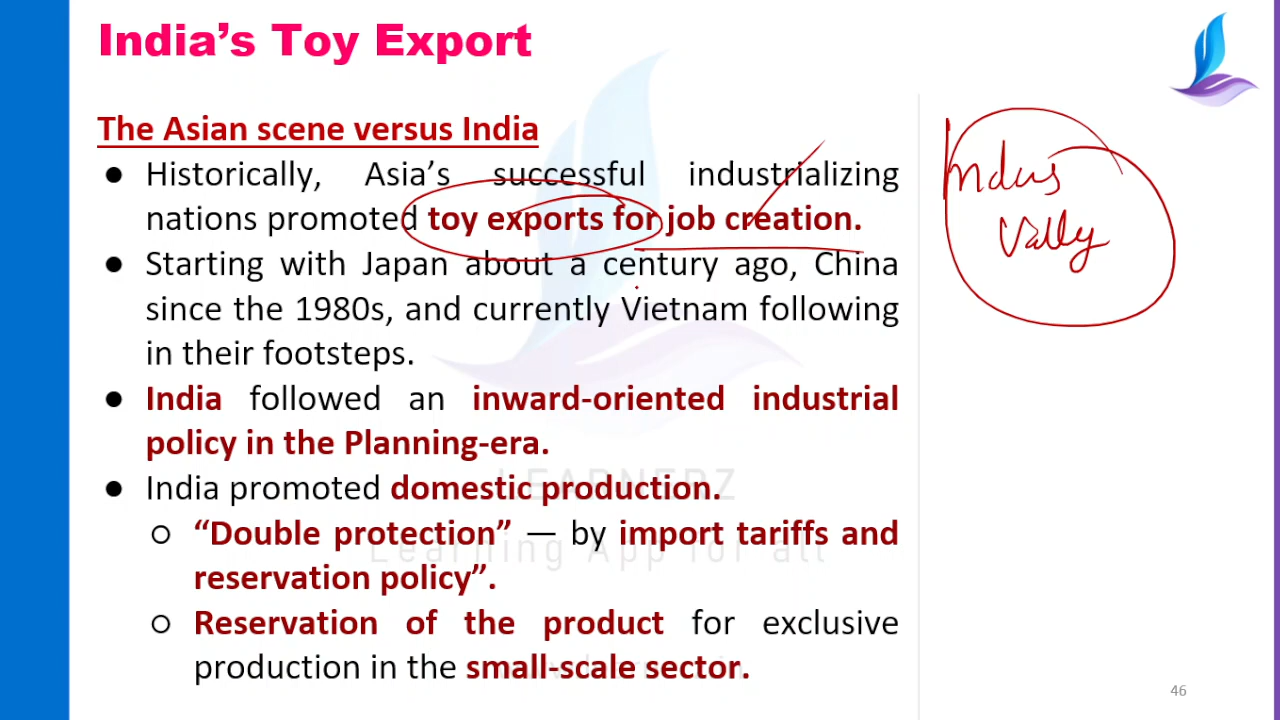 India’s Toy Export
The Asian scene versus India
● Historically, Asia’s successful industrializing
nations promoted toy exports for job creation.
● Starting with Japan about a century ago, China
since the 1980s, and currently Vietnam following
in their footsteps.
● India followed an inward-oriented industrial
policy in the Planning-era.
● India promoted domestic production.
○ “Double protection” — by import tariffs and
reservation policy”.
○ Reservation of the product for exclusive
production in the small-scale sector.
Indus
Vally
LEARNERZ
Learning App for all
46